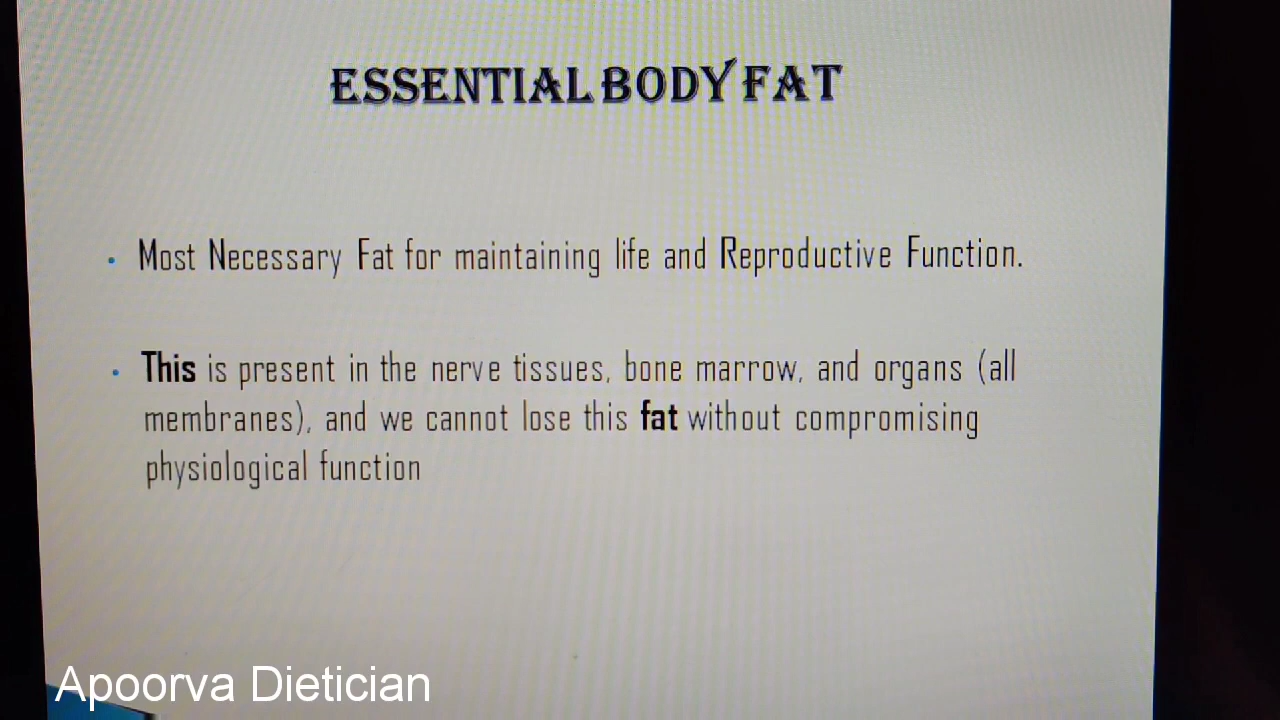 ESSENTIAL BODY FAT
• Most Necessary Fat for maintaining life and Reproductive Function.
• This is present in the nerve tissues, bone marrow, and organs (all
membranes), and we cannot lose this fat without compromising
physiological function
Apoorva Dietician